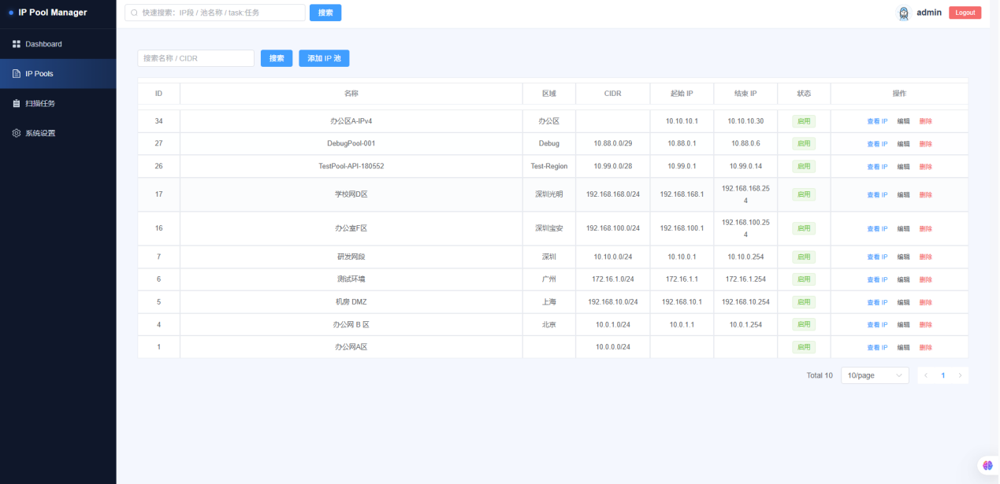 IP Pool Manager
快速搜索：IP段 / 池名称 / task:任务
搜索
admin
Logout
Dashboard
IP Pools
扫描任务
系统设置
搜索名称 / CIDR
搜索
添加 IP 池
ID 名称 区域 CIDR 起始 IP 结束 IP 状态 操作
34 办公区A-IPv4 办公区 10.10.10.1 10.10.10.30 启用 查看 IP 编辑 删除
27 DebugPool-001 Debug 10.88.0.0/29 10.88.0.1 10.88.0.6 启用 查看 IP 编辑 删除
26 TestPool-API-180552 Test-Region 10.99.0.0/28 10.99.0.1 10.99.0.14 启用 查看 IP 编辑 删除
17 学校网D区 深圳光明 192.168.168.0/24 192.168.168.1 192.168.168.25
4 启用 查看 IP 编辑 删除
16 办公室F区 深圳宝安 192.168.100.0/24 192.168.100.1 192.168.100.25
4 启用 查看 IP 编辑 删除
7 研发网段 深圳 10.10.0.0/24 10.10.0.1 10.10.0.254 启用 查看 IP 编辑 删除
6 测试环境 广州 172.16.1.0/24 172.16.1.1 172.16.1.254 启用 查看 IP 编辑 删除
5 机房 DMZ 上海 192.168.10.0/24 192.168.10.1 192.168.10.254 启用 查看 IP 编辑 删除
4 办公网 B 区 北京 10.0.1.0/24 10.0.1.1 10.0.1.254 启用 查看 IP 编辑 删除
1 办公网A区 10.0.0.0/24 启用 查看 IP 编辑 删除
Total 10 10/page 1